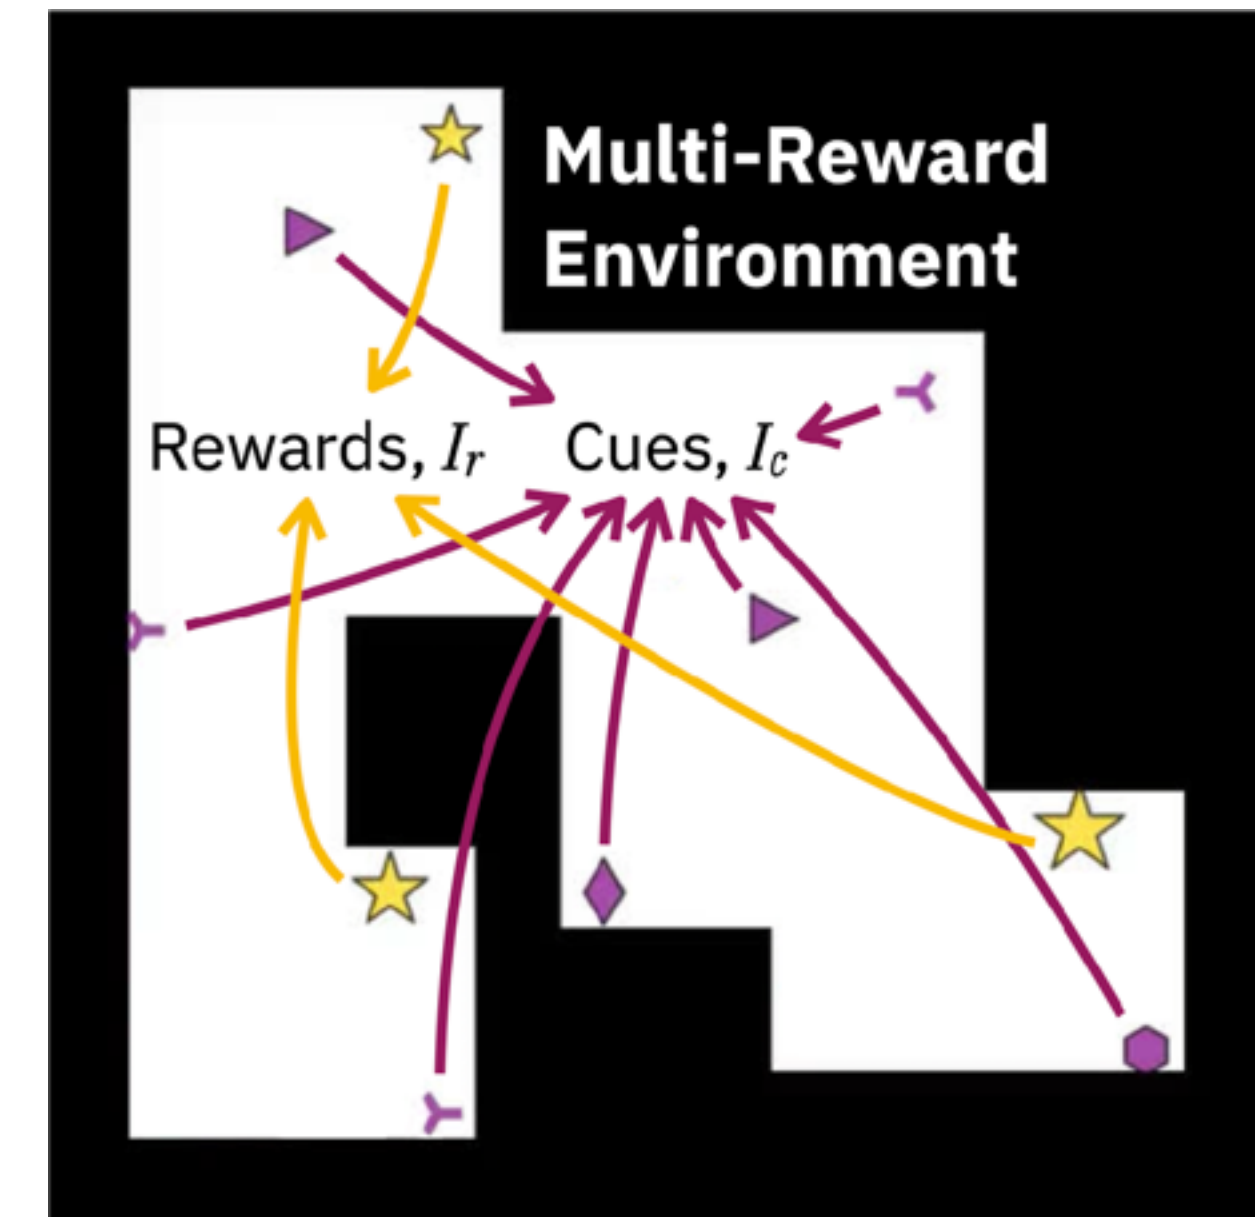 Multi-Reward
Environment
Rewards, I_r
Cues, I_c